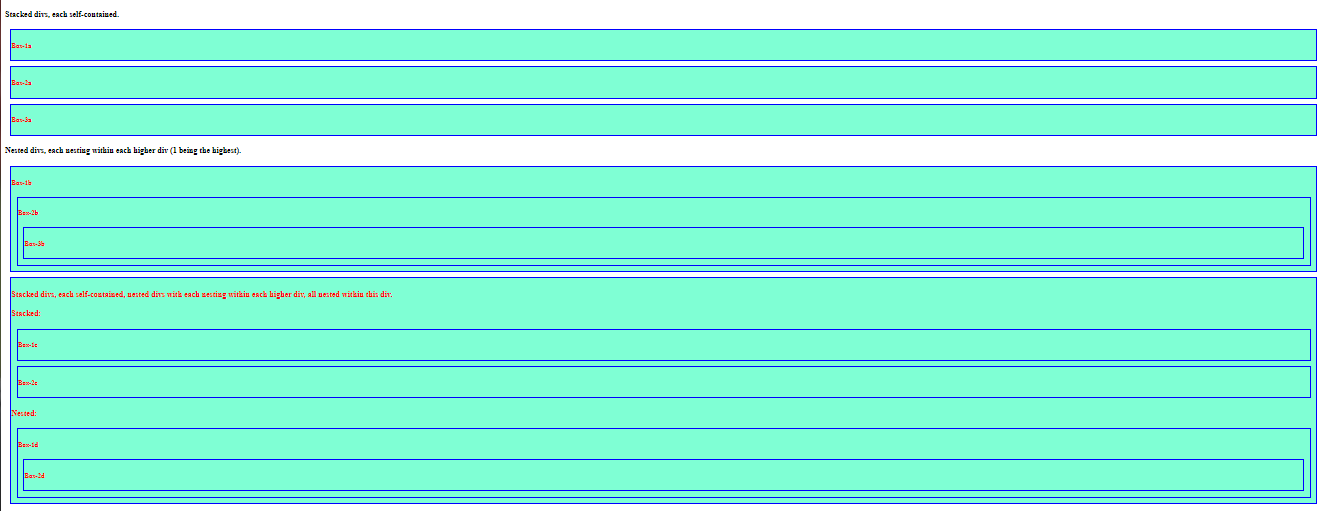 Stacked divs, each self-contained.
Box-1a
Box-2a
Box-3a
Nested divs, each nesting within each higher div (1 being the highest).
Box-1b
Box-2b
Box-3b
Stacked divs, each self-contained, nested divs with each nesting within each higher div, all nested within this div.
Stacked:
Box-1c
Box-2c
Nested:
Box-1d
Box-2d